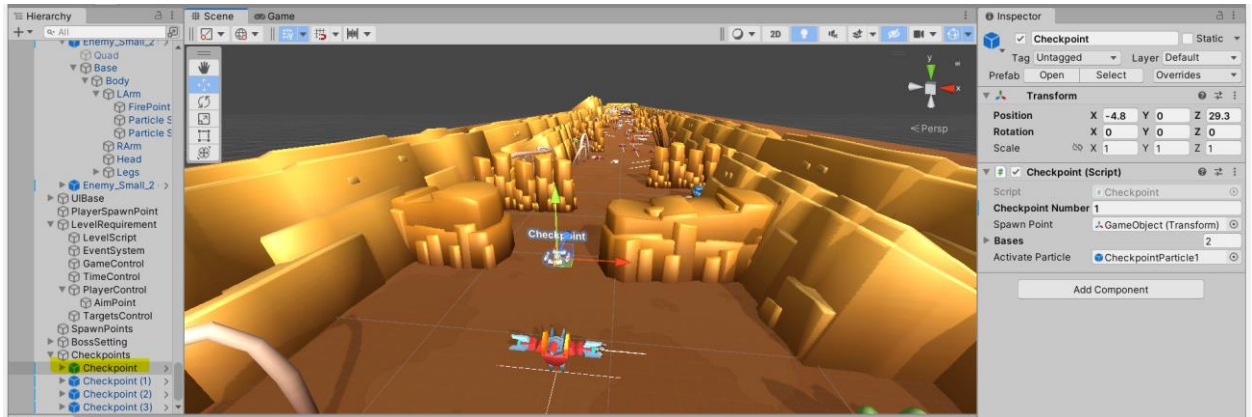 Hierarchy
All
Enemy_Small_2
Quad
Base
Body
LArm
FirePoint
Particle S
Particle S
RArm
Head
Legs
Enemy_Small_2
UIBase
PlayerSpawnPoint
LevelRequirement
LevelScript
EventSystem
GameControl
TimeControl
PlayerControl
AimPoint
TargetsControl
SpawnPoints
BossSetting
Checkpoints
Checkpoint
Checkpoint (1)
Checkpoint (2)
Checkpoint (3)
Scene Game
2D
y
x
Persp
Checkpoint
Inspector
Checkpoint Static
Tag Untagged Layer Default
Prefab Open Select Overrides
Transform
Position X -4.8 Y 0 Z 29.3
Rotation X 0 Y 0 Z 0
Scale X 1 Y 1 Z 1
Checkpoint (Script)
Script Checkpoint
Checkpoint Number 1
Spawn Point GameObject (Transform)
Bases 2
Activate Particle CheckpointParticle1
Add Component